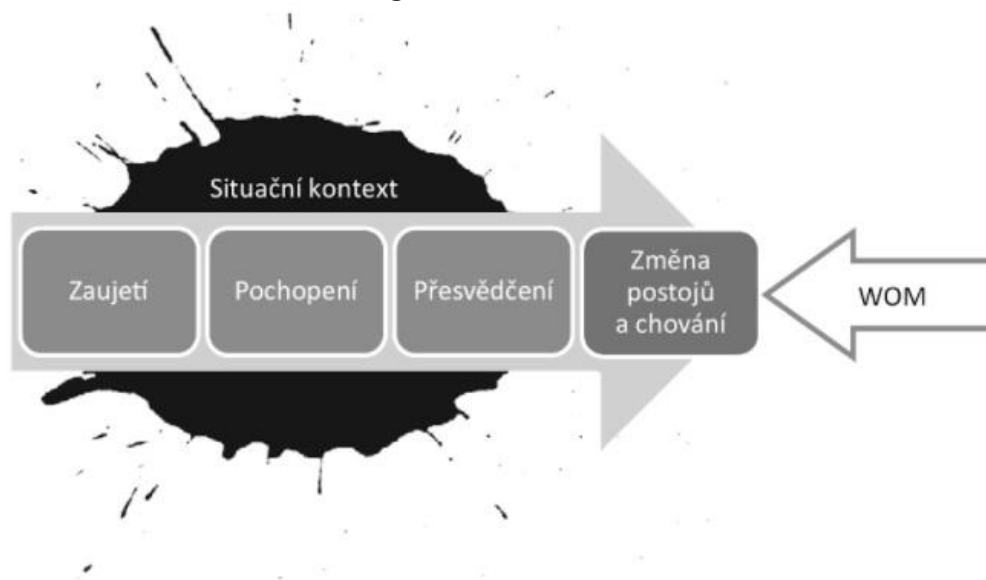 Situační kontext
Zaujetí
Pochopení
Přesvědčení
Změna
postojů
a chování
WOM